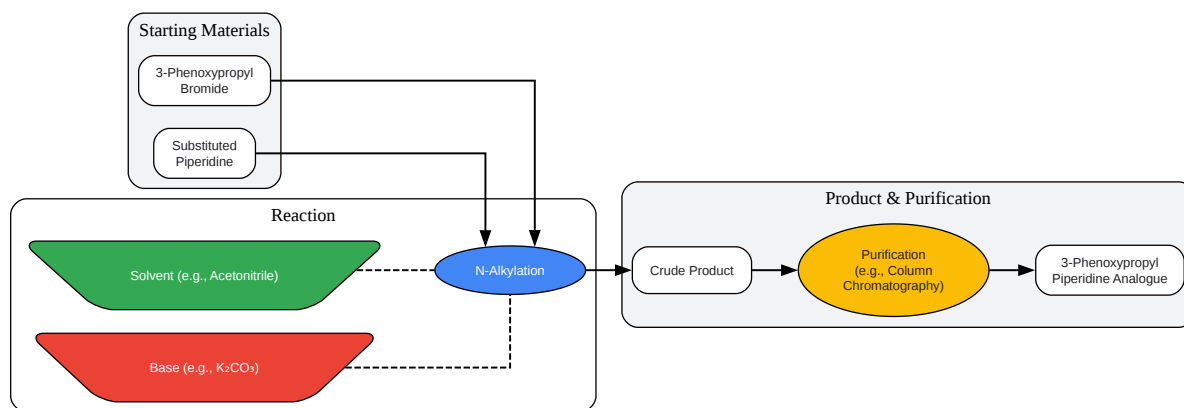 Starting Materials
3-Phenoxypropyl
Bromide
Substituted
Piperidine
Reaction
Solvent (e.g., Acetonitrile)
N-Alkylation
Base (e.g., K₂CO₃)
Product & Purification
Crude Product
Purification
(e.g., Column
Chromatography)
3-Phenoxypropyl
Piperidine Analogue